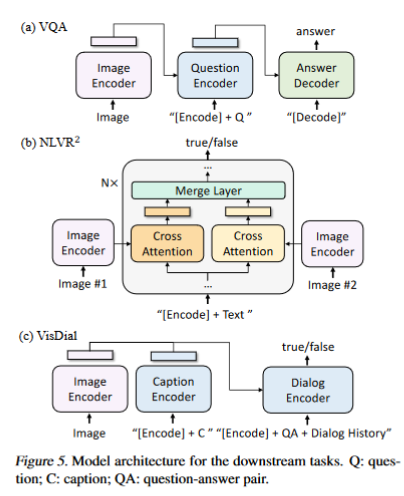 (a) VQA
answer
Image Encoder
Question Encoder
Answer Decoder
Image
"[Encode] + Q "
"[Decode]"
(b) NLVR²
true/false
...
N×
Merge Layer
Image Encoder
Cross Attention
Cross Attention
Image Encoder
Image #1
...
Image #2
"[Encode] + Text "
(c) VisDial
true/false
Image Encoder
Caption Encoder
Dialog Encoder
Image
"[Encode] + C "
"[Encode] + QA + Dialog History"
Figure 5. Model architecture for the downstream tasks. Q: ques-
tion; C: caption; QA: question-answer pair.